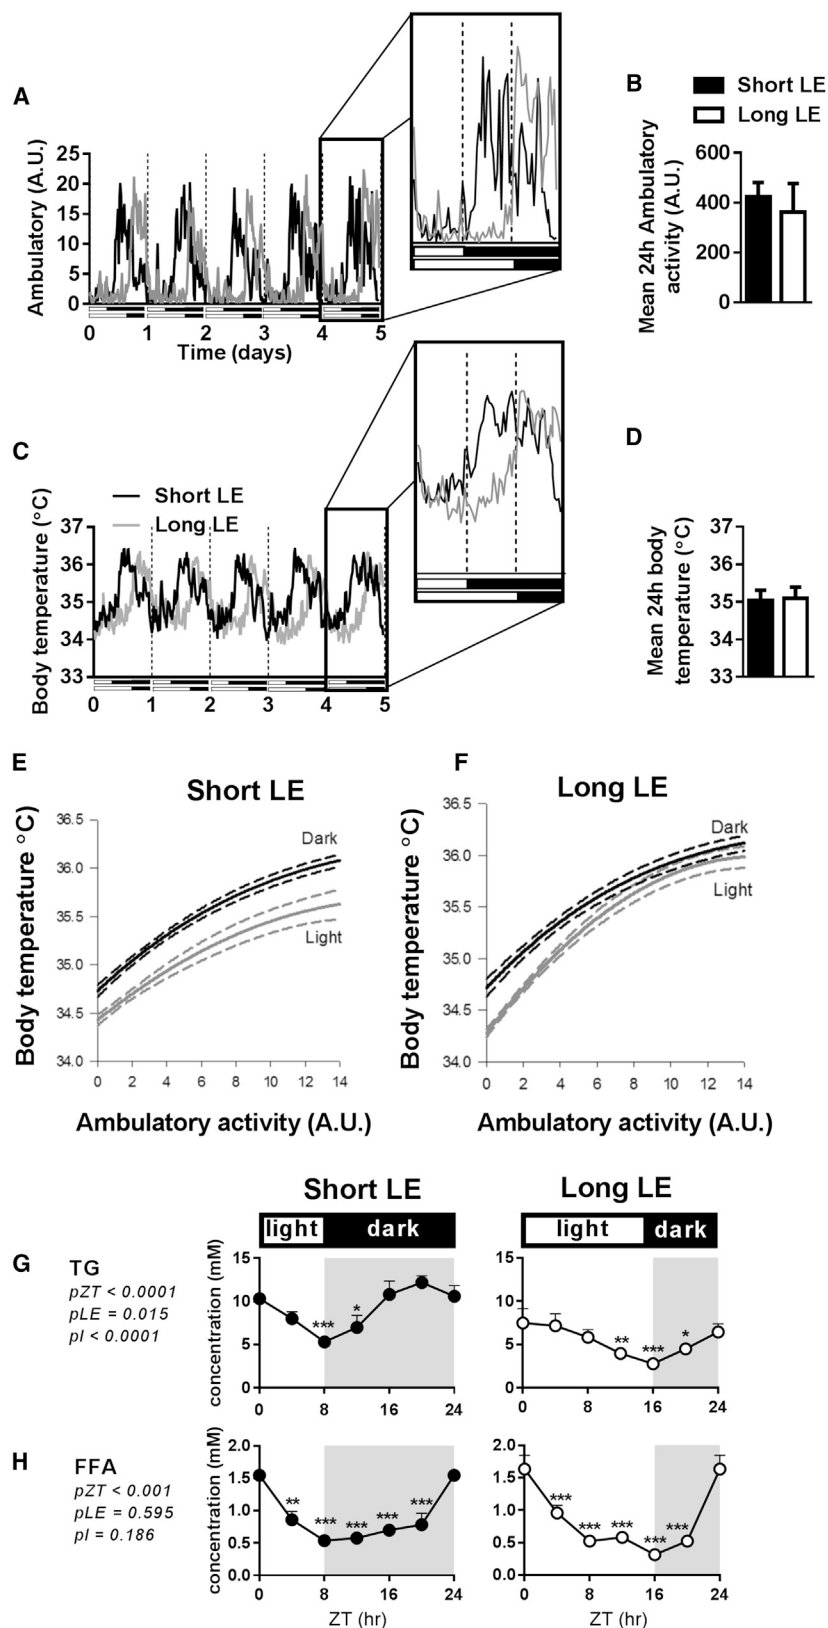 A
Ambulatory (A.U.)
25
20
15
10
5
0
0 1 2 3 4 5
Time (days)
B
Short LE
Long LE
Mean 24h Ambulatory
activity (A.U.)
600
400
200
0
C
Short LE
Long LE
Body temperature (°C)
37
36
35
34
33
0 1 2 3 4 5
D
Mean 24h body
temperature (°C)
37
36
35
34
33
E
Short LE
Body temperature °C)
36.5
36.0
35.5
35.0
34.5
34.0
Dark
Light
0 2 4 6 8 10 12 14
Ambulatory activity (A.U.)
F
Long LE
Body temperature °C)
36.5
36.0
35.5
35.0
34.5
34.0
Dark
Light
0 2 4 6 8 10 12 14
Ambulatory activity (A.U.)
Short LE
Long LE
light dark
light dark
G
TG
pZT < 0.0001
pLE = 0.015
pI < 0.0001
concentration (mM)
15
10
5
0
*** *
0 8 16 24
15
10
5
0
** *** *
0 8 16 24
H
FFA
pZT < 0.001
pLE = 0.595
pI = 0.186
concentration (mM)
2.0
1.5
1.0
0.5
0.0
** *** *** *** ***
0 8 16 24
ZT (hr)
2.0
1.5
1.0
0.5
0.0
*** *** *** *** ***
0 8 16 24
ZT (hr)